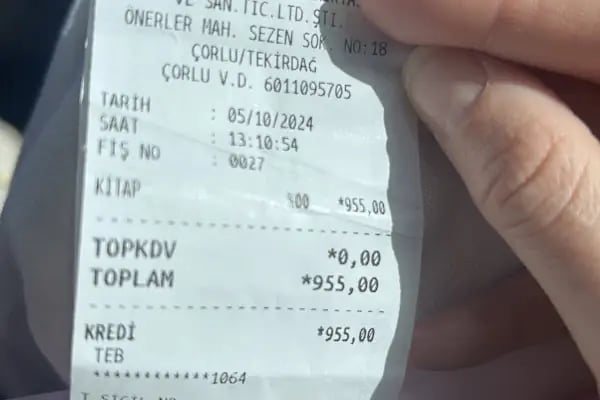 VE SAN.TİC.LTD.ŞTİ.
ÖNERLER MAH. SEZEN SOK. NO:18
ÇORLU/TEKİRDAĞ
ÇORLU V.D. 6011095705
TARİH : 05/10/2024
SAAT : 13:10:54
FİŞ NO : 0027
KİTAP %00 *955,00
TOPKDV *0,00
TOPLAM *955,00
KREDİ *955,00
TEB
************1064